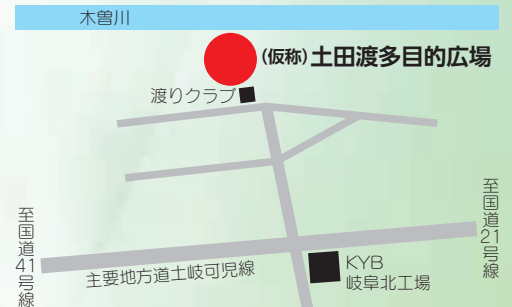 木曽川
(仮称)土田渡多目的広場
渡りクラブ
至国道21号線
至国道41号線
主要地方道土岐可児線
KYB
岐阜北工場